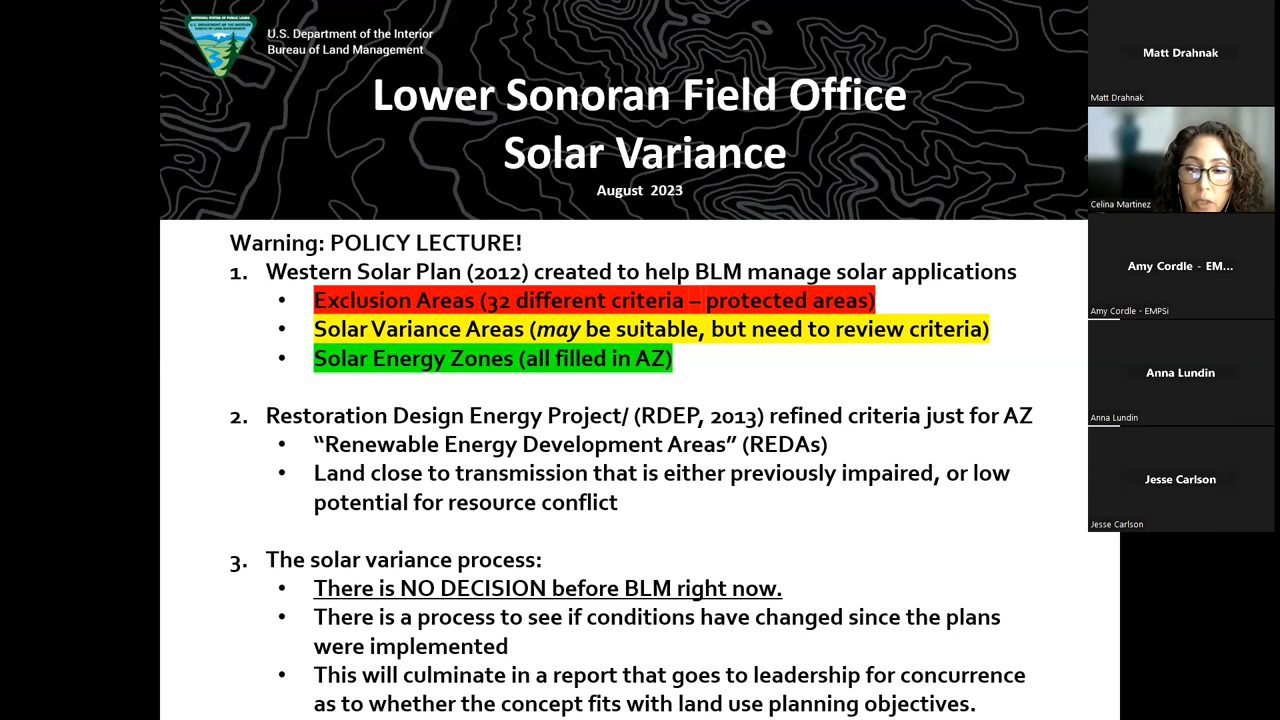 U.S. Department of the Interior
Bureau of Land Management
Lower Sonoran Field Office
Solar Variance
August 2023
Warning: POLICY LECTURE!
1. Western Solar Plan (2012) created to help BLM manage solar applications
• Exclusion Areas (32 different criteria – protected areas)
• Solar Variance Areas (may be suitable, but need to review criteria)
• Solar Energy Zones (all filled in AZ)
2. Restoration Design Energy Project/ (RDEP, 2013) refined criteria just for AZ
• “Renewable Energy Development Areas” (REDAs)
• Land close to transmission that is either previously impaired, or low
potential for resource conflict
3. The solar variance process:
• There is NO DECISION before BLM right now.
• There is a process to see if conditions have changed since the plans
were implemented
• This will culminate in a report that goes to leadership for concurrence
as to whether the concept fits with land use planning objectives.
Matt Drahnak
Matt Drahnak
Celina Martinez
Amy Cordle - EM...
Amy Cordle - EMPSi
Anna Lundin
Anna Lundin
Jesse Carlson
Jesse Carlson